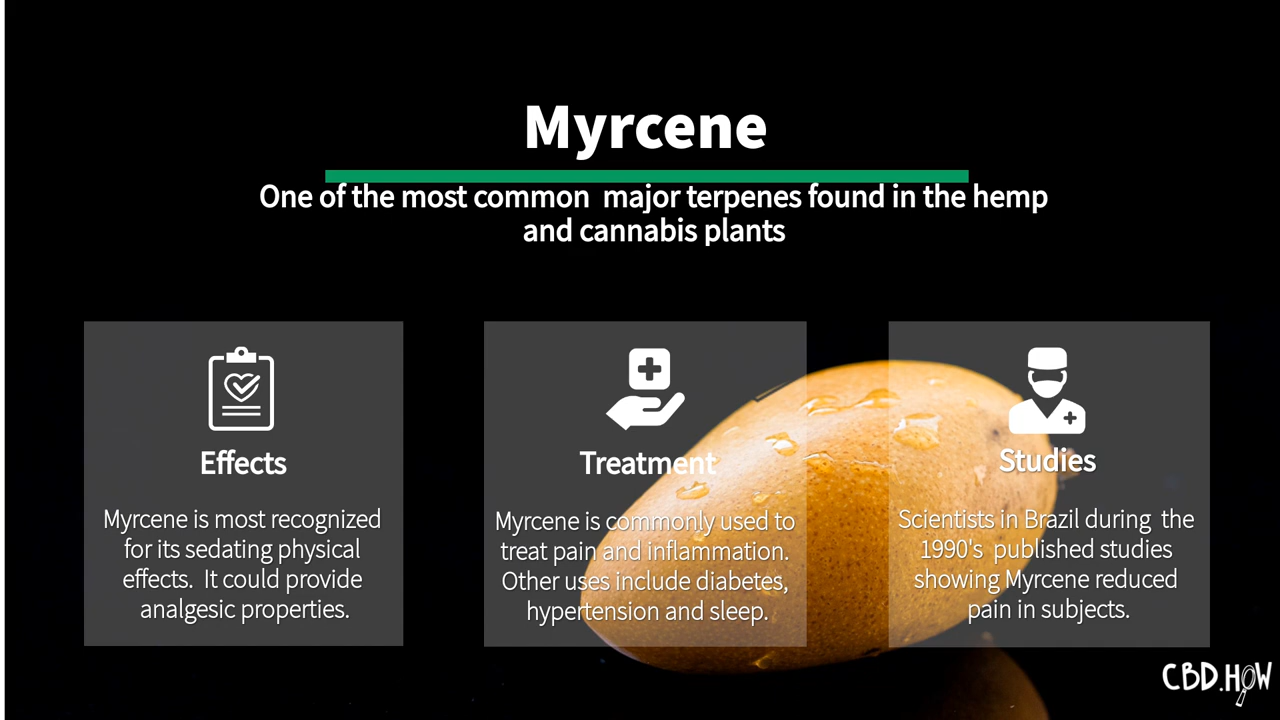 Myrcene
One of the most common  major terpenes found in the hemp
and cannabis plants
Effects
Myrcene is most recognized
for its sedating physical
effects.  It could provide
analgesic properties.
Treatment
Myrcene is commonly used to
treat pain and inflammation.
Other uses include diabetes,
hypertension and sleep.
Studies
Scientists in Brazil during  the
1990's  published studies
showing Myrcene reduced
pain in subjects.
CBD.HOW